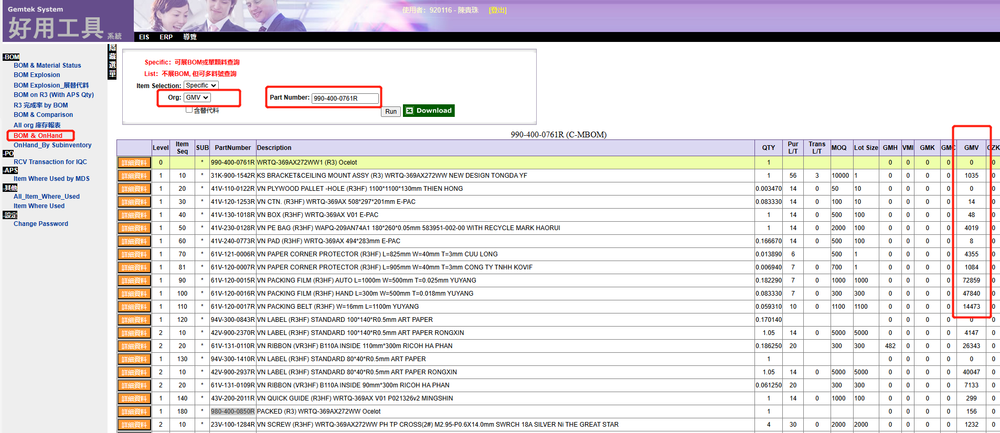 Gemtek System
好用工具 系統
使用者：920116 - 陳貴珠 [登出]
EIS ERP 導覽
隱藏選單
-BOM
BOM & Material Status
BOM Explosion
BOM Explosion_展替代料
BOM on R3 (With APS Qty)
R3 完成率 by BOM
BOM & Comparison
All org 庫存報表
BOM & OnHand
OnHand_By Subinventory
-PO
RCV Transaction for IQC
-APS
Item Where Used by MDS
-其他
All_Item_Where_Used
Item Where Used
-設定
Change Password
Specific：可展BOM或單顆料查詢
List：不展BOM, 但可多料號查詢
Item Selection: Specific
Org: GMV Part Number: 990-400-0761R
含替代料 Run Download
990-400-0761R (C-MBOM)
Level Item Seq SUB PartNumber Description QTY Pur L/T Trans L/T MOQ Lot Size GMH VMI GMK GMC GMV CZK
詳細資料 0 * 990-400-0761R WRTQ-369AX272WW1 (R3) Ocelot 1 0 0 0 0 0 0
詳細資料 1 10 * 31K-900-1542R KS BRACKET&CEILING MOUNT ASSY (R3) WRTQ-369AX272WW NEW DESIGN TONGDA YF 1 56 3 10000 1 0 0 0 0 1035 0
詳細資料 1 20 * 41V-110-0122R VN PLYWOOD PALLET -HOLE (R3HF) 1100*1100*130mm THIEN HONG 0.003470 14 0 50 10 0 0 0 0 0 0
詳細資料 1 30 * 41V-120-1253R VN CTN. (R3HF) WRTQ-369AX 508*297*201mm E-PAC 0.083330 14 0 100 10 0 0 0 0 14 0
詳細資料 1 40 * 41V-130-1018R VN BOX (R3HF) WRTQ-369AX V01 E-PAC 1 14 0 500 100 0 0 0 0 48 0
詳細資料 1 50 * 41V-230-0128R VN PE BAG (R3HF) WAPQ-209AN74A1 180*260*0.05mm 583951-002-00 WITH RECYCLE MARK HAORUI 1 14 0 2000 100 0 0 0 0 4019 0
詳細資料 1 60 * 41V-240-0773R VN PAD (R3HF) WRTQ-369AX 494*283mm E-PAC 0.166670 14 0 500 100 0 0 0 0 8 0
詳細資料 1 70 * 61V-121-0006R VN PAPER CORNER PROTECTOR (R3HF) L=825mm W=40mm T=3mm CUU LONG 0.013890 6 500 1 0 0 0 0 4355 0
詳細資料 1 81 * 61V-120-0007R VN PAPER CORNER PROTECTOR (R3HF) L=905mm W=40mm T=3mm CONG TY TNHH KOVIF 0.006940 7 0 700 1 0 0 0 0 1084 0
詳細資料 1 90 * 61V-120-0015R VN PACKING FILM (R3HF) AUTO L=1000m W=500mm T=0.025mm YUYANG 0.182290 7 0 1000 1000 0 0 0 0 72859 0
詳細資料 1 100 * 61V-120-0016R VN PACKING FILM (R3HF) HAND L=300m W=500mm T=0.018mm YUYANG 0.083330 7 0 300 300 0 0 0 0 47840 0
詳細資料 1 110 * 61V-120-0017R VN PACKING BELT (R3HF) W=16mm L=1100m YUYANG 0.059310 10 0 1100 1100 0 0 0 0 14473 0
詳細資料 1 120 * 94V-300-0843R VN LABEL (R3HF) STANDARD 100*140*R0.5mm ART PAPER 0.170140 0 0 0 0 0 0
詳細資料 2 10 * 42V-900-2370R VN LABEL (R3HF) STANDARD 100*140*R0.5mm ART PAPER RONGXIN 1.05 14 0 5000 5000 0 0 0 0 4147 0
詳細資料 2 20 * 61V-131-0110R VN RIBBON (VR3HF) B110A INSIDE 110mm*300m RICOH HA PHAN 0.186250 20 300 300 482 0 0 0 26343 0
詳細資料 1 130 * 94V-300-1410R VN LABEL (R3HF) STANDARD 80*40*R0.5mm ART PAPER 1 0 0 0 0 0 0
詳細資料 2 10 * 42V-900-2937R VN LABEL (R3HF) STANDARD 80*40*R0.5mm ART PAPER RONGXIN 1.05 14 0 5000 5000 0 0 0 0 40047 0
詳細資料 2 20 * 61V-131-0109R VN RIBBON (VR3HF) B110A INSIDE 90mm*300m RICOH HA PHAN 0.061250 20 300 300 0 0 0 0 7133 0
詳細資料 1 140 * 43V-200-2011R VN QUICK GUIDE (R3HF) WRTQ-369AX V01 P021326v2 MINGSHIN 1 14 0 1000 100 0 0 0 0 299 0
詳細資料 1 180 * 980-400-0850R PACKED (R3) WRTQ-369AX272WW Ocelot 1 0 0 0 0 156 0
詳細資料 2 10 * 23V-100-1284R VN SCREW (R3HF) WRTQ-369AX272WW PH TP CROSS(2#) M2.95-P0.6X14.0mm SWRCH 18A SILVER Ni THE GREAT STAR 4 30 0 2000 2000 0 0 0 0 1232 0